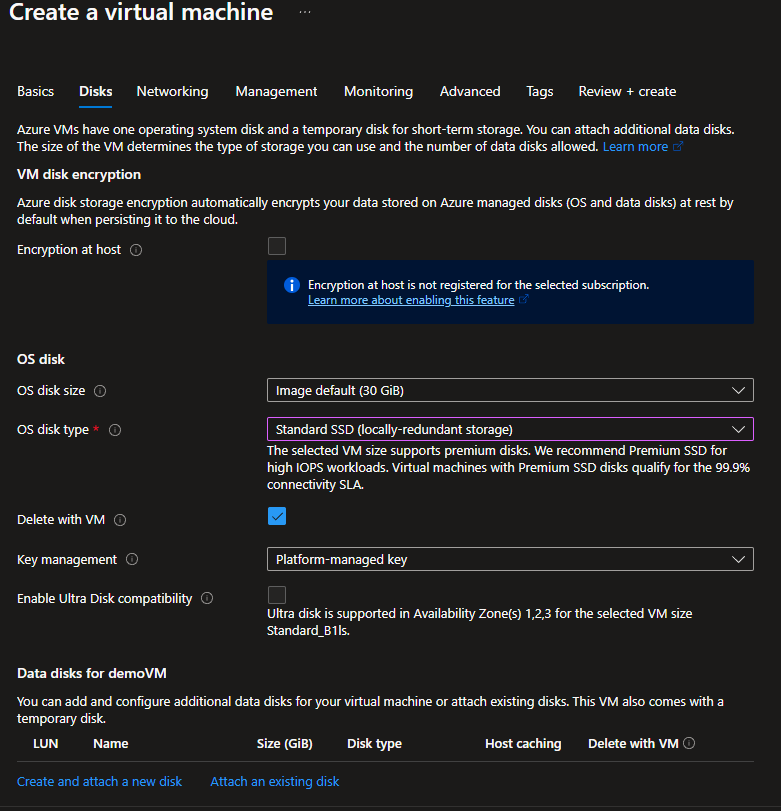 Create a virtual machine ...
Basics Disks Networking Management Monitoring Advanced Tags Review + create
Azure VMs have one operating system disk and a temporary disk for short-term storage. You can attach additional data disks.
The size of the VM determines the type of storage you can use and the number of data disks allowed. Learn more
VM disk encryption
Azure disk storage encryption automatically encrypts your data stored on Azure managed disks (OS and data disks) at rest by
default when persisting it to the cloud.
Encryption at host
Encryption at host is not registered for the selected subscription.
Learn more about enabling this feature
OS disk
OS disk size
Image default (30 GiB)
OS disk type *
Standard SSD (locally-redundant storage)
The selected VM size supports premium disks. We recommend Premium SSD for
high IOPS workloads. Virtual machines with Premium SSD disks qualify for the 99.9%
connectivity SLA.
Delete with VM
Key management
Platform-managed key
Enable Ultra Disk compatibility
Ultra disk is supported in Availability Zone(s) 1,2,3 for the selected VM size
Standard_B1ls.
Data disks for demoVM
You can add and configure additional data disks for your virtual machine or attach existing disks. This VM also comes with a
temporary disk.
LUN Name Size (GiB) Disk type Host caching Delete with VM
Create and attach a new disk Attach an existing disk